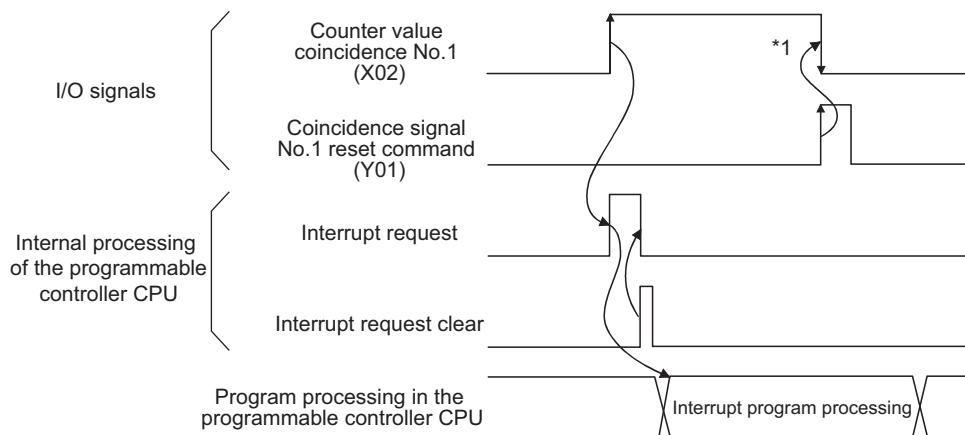 Counter value
coincidence No.1
(X02)
*1
I/O signals
Coincidence signal
No.1 reset command
(Y01)
Interrupt request
Internal processing
of the programmable
controller CPU
Interrupt request clear
Program processing in the
programmable controller CPU
Interrupt program processing